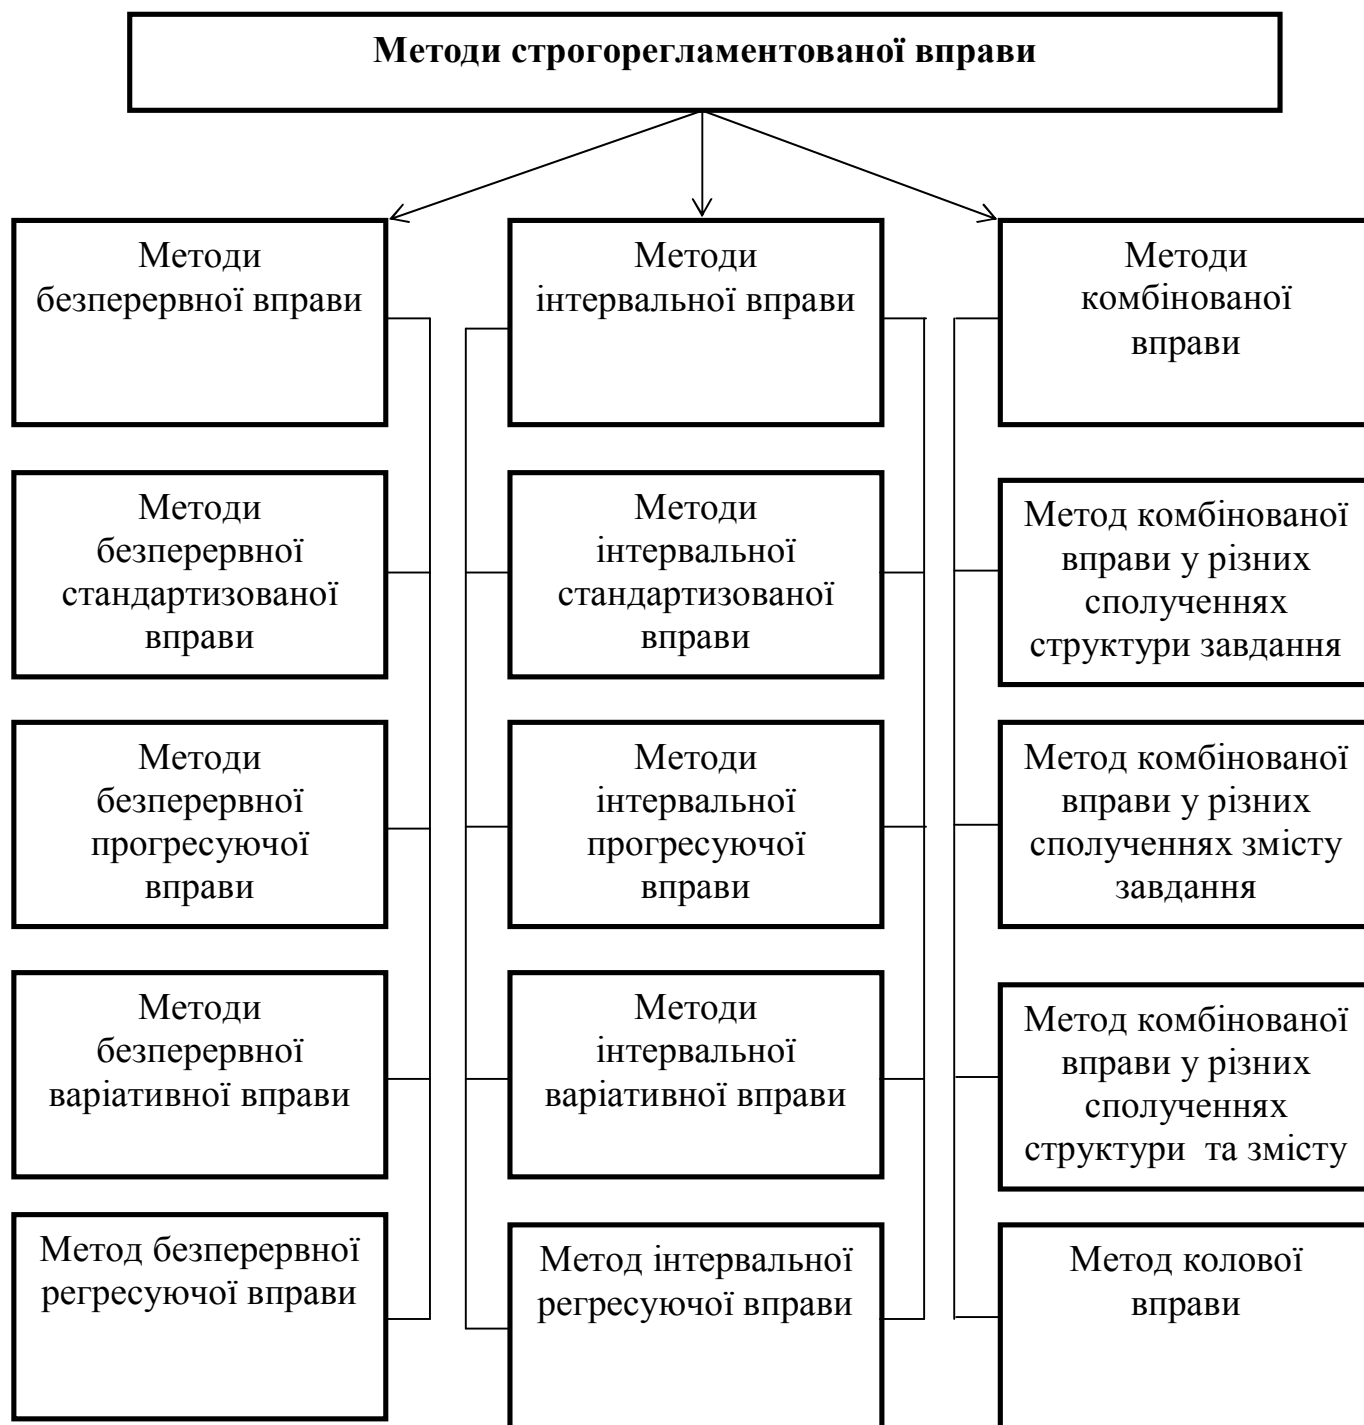 Методи строгорегламентованої вправи
Методи
безперервної вправи
Методи
інтервальної вправи
Методи
комбінованої
вправи
Методи
безперервної
стандартизованої
вправи
Методи
інтервальної
стандартизованої
вправи
Метод комбінованої
вправи у різних
сполученнях
структури завдання
Методи
безперервної
прогресуючої
вправи
Методи
інтервальної
прогресуючої
вправи
Метод комбінованої
вправи у різних
сполученнях змісту
завдання
Методи
безперервної
варіативної вправи
Методи
інтервальної
варіативної вправи
Метод комбінованої
вправи у різних
сполученнях
структури та змісту
Метод безперервної
регресуючої вправи
Метод інтервальної
регресуючої вправи
Метод колової
вправи